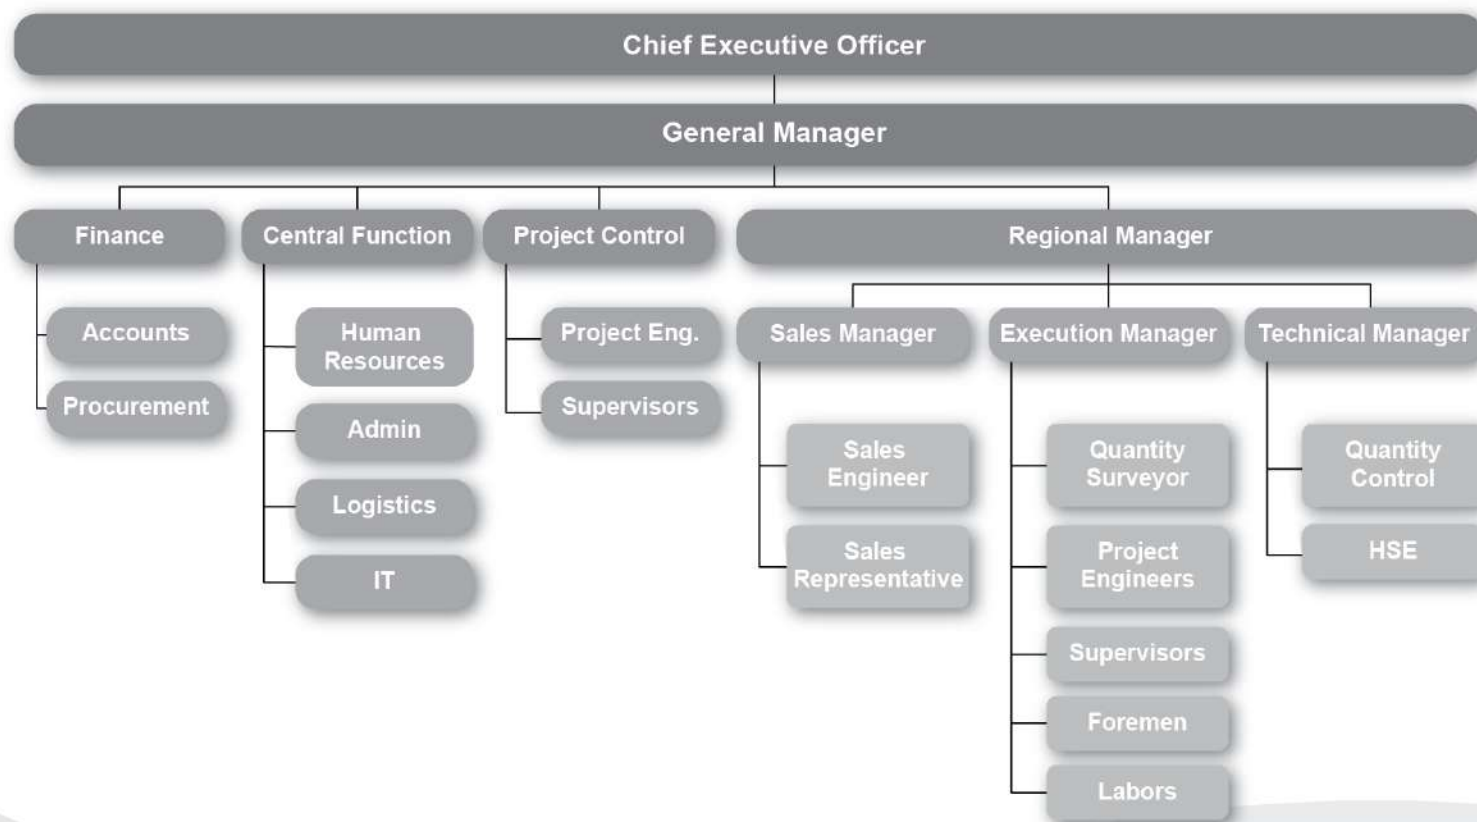 Chief Executive Officer
General Manager
Finance
Central Function
Project Control
Regional Manager
Accounts
Procurement
Human
Resources
Admin
Logistics
IT
Project Eng.
Supervisors
Sales Manager
Execution Manager
Technical Manager
Sales
Engineer
Sales
Representative
Quantity
Surveyor
Project
Engineers
Supervisors
Foremen
Labors
Quantity
Control
HSE